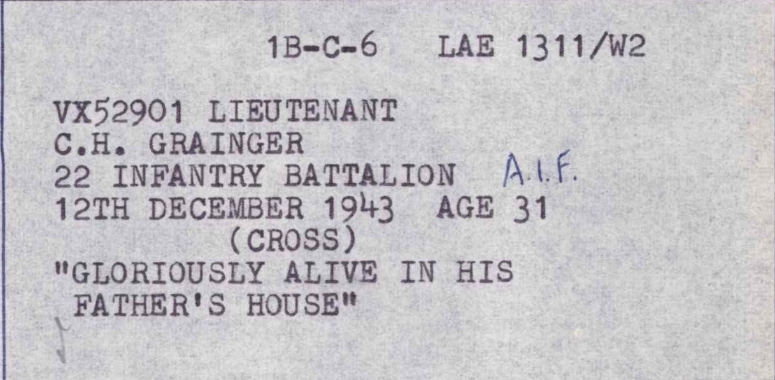 1B-C-6 LAE 1311/W2
VX52901 LIEUTENANT
C.H. GRAINGER
22 INFANTRY BATTALION A.I.F.
12TH DECEMBER 1943 AGE 31
(CROSS)
"GLORIOUSLY ALIVE IN HIS
FATHER'S HOUSE"